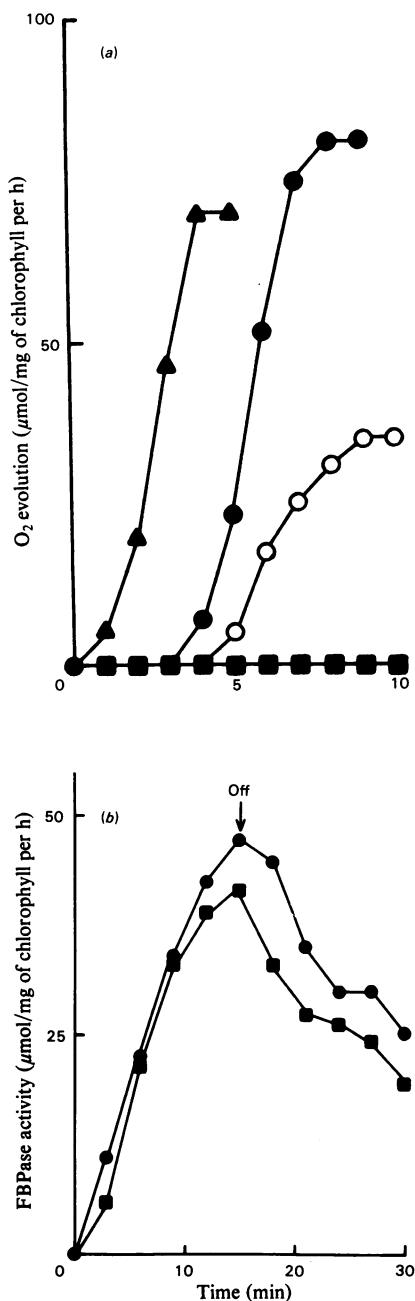 100
(a)
50
O2 evolution (μmol/mg of chlorophyll per h)
0
5
10
Off
50
(b)
25
FBPase activity (μmol/mg of chlorophyll per h)
0
10
20
30
Time (min)